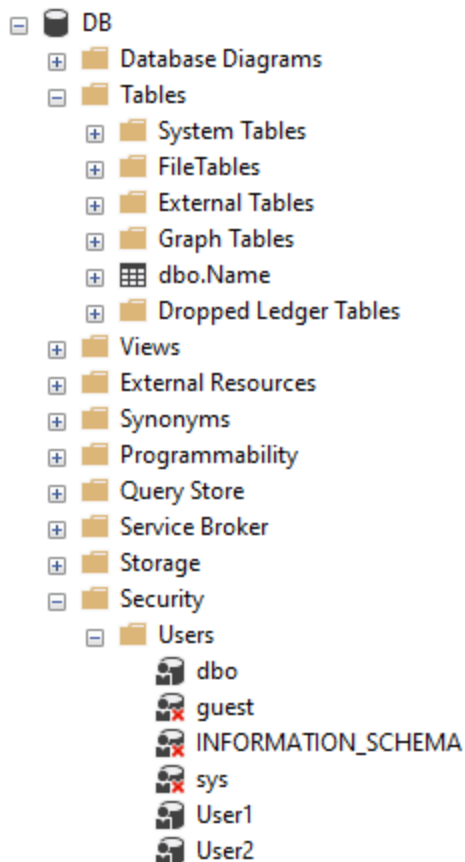 DB
Database Diagrams
Tables
System Tables
FileTables
External Tables
Graph Tables
dbo.Name
Dropped Ledger Tables
Views
External Resources
Synonyms
Programmability
Query Store
Service Broker
Storage
Security
Users
dbo
guest
INFORMATION_SCHEMA
sys
User1
User2